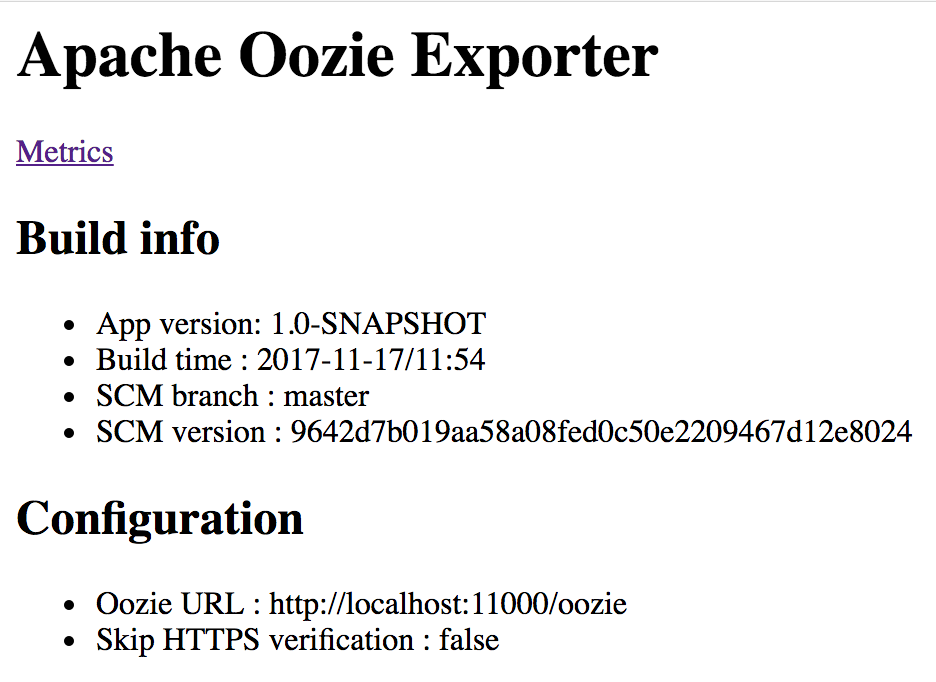 Apache Oozie Exporter
Metrics
Build info
• App version: 1.0-SNAPSHOT
• Build time : 2017-11-17/11:54
• SCM branch : master
• SCM version : 9642d7b019aa58a08fed0c50e2209467d12e8024
Configuration
• Oozie URL : http://localhost:11000/oozie
• Skip HTTPS verification : false